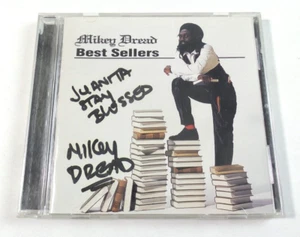 Mikey Dread
Best Sellers
JUANITA
STAY
BLESSED
MIKEY
DREAD